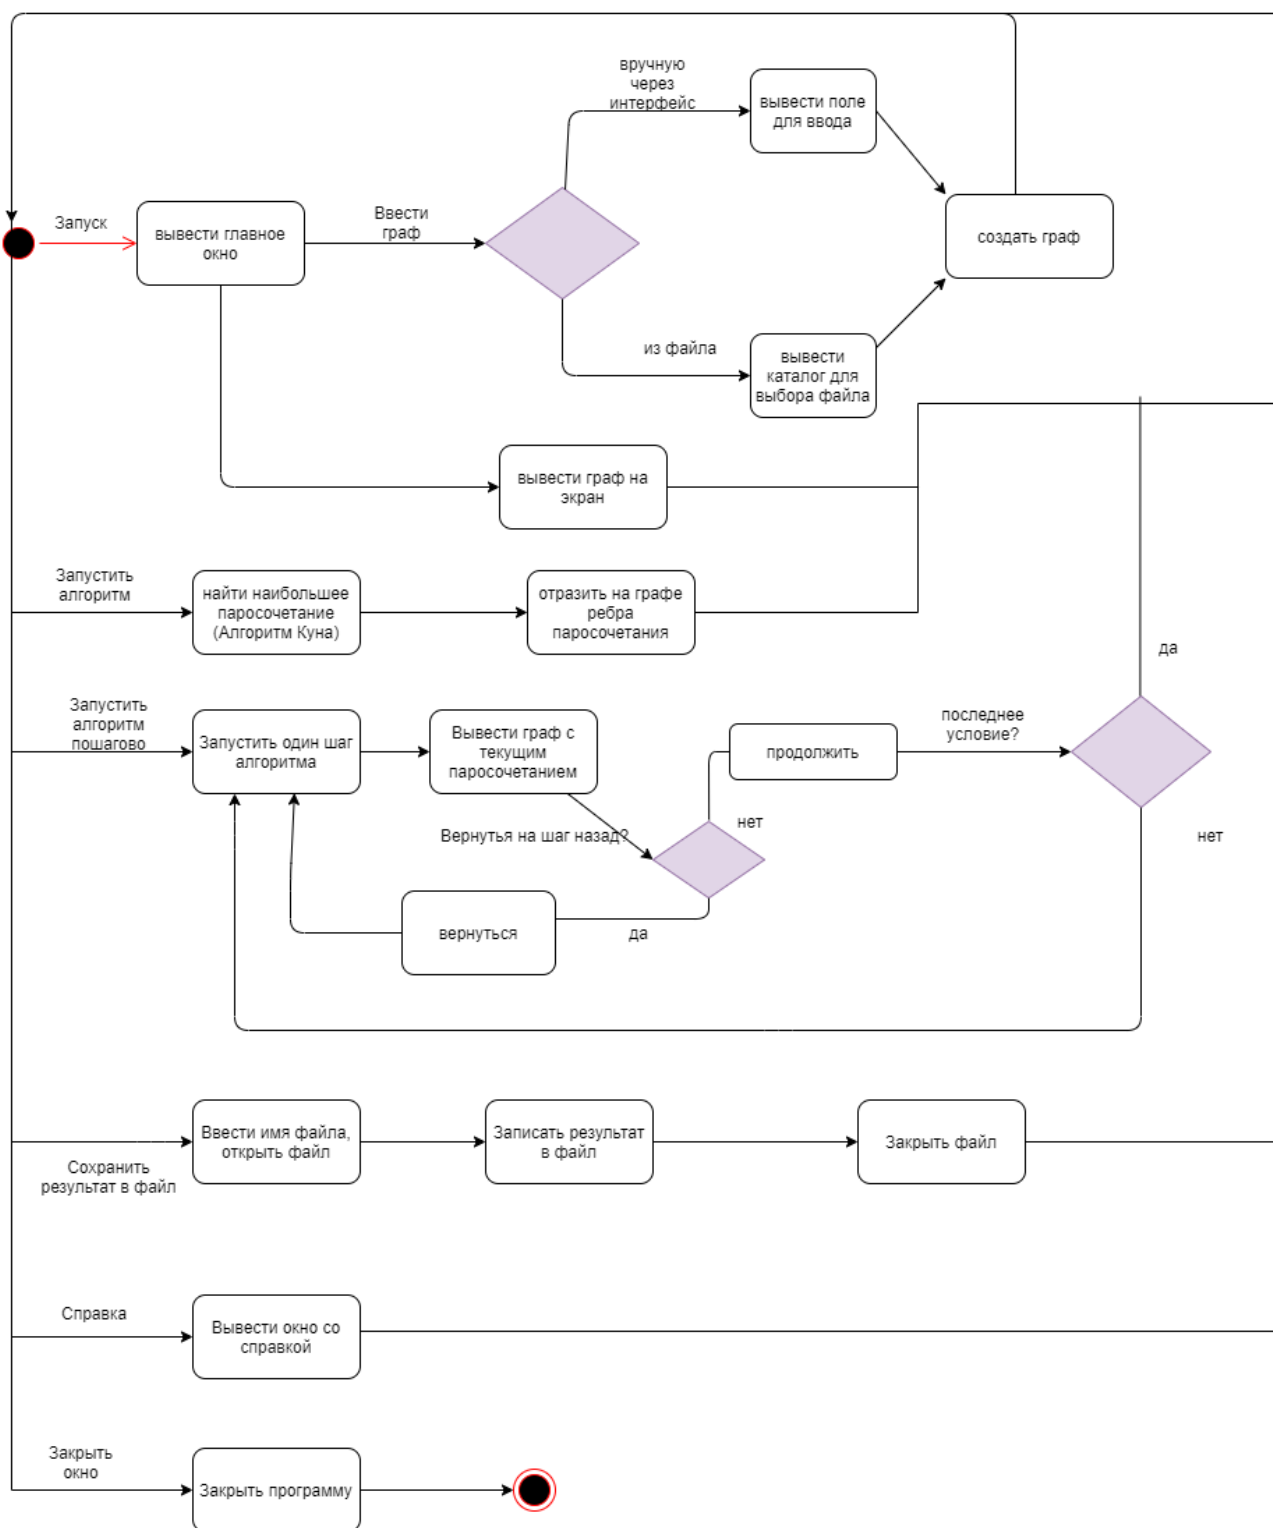 вручную
через
интерфейс
вывести поле
для ввода
Запуск
вывести главное
окно
Ввести
граф
создать граф
из файла
вывести
каталог для
выбора файла
вывести граф на
экран
Запустить
алгоритм
найти наибольшее
паросочетание
(Алгоритм Куна)
отразить на графе
ребра
паросочетания
да
Запустить
алгоритм
пошагово
Запустить один шаг
алгоритма
Вывести граф с
текущим
паросочетанием
продолжить
последнее
условие?
Вернутья на шаг назад?
нет
нет
вернуться
да
Ввести имя файла,
открыть файл
Записать результат
в файл
Закрыть файл
Сохранить
результат в файл
Справка
Вывести окно со
справкой
Закрыть
окно
Закрыть программу